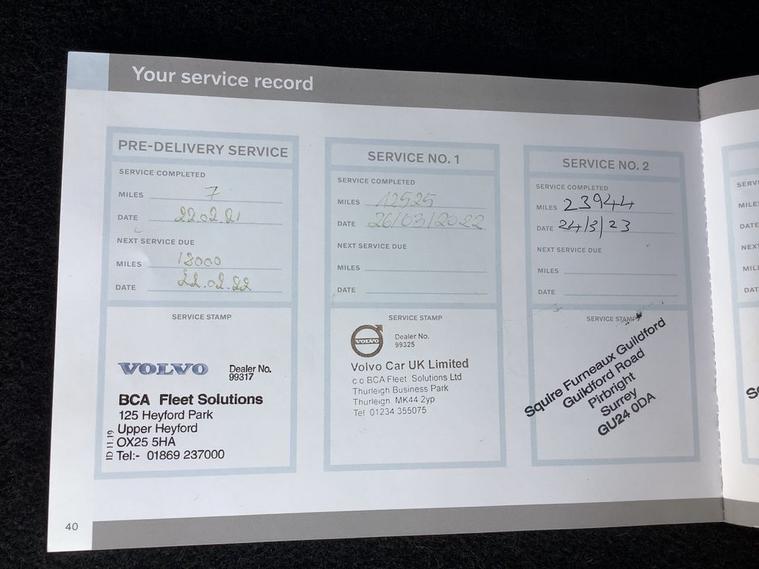 Your service record
PRE-DELIVERY SERVICE
SERVICE COMPLETED
MILES 7
DATE 22.02.21
NEXT SERVICE DUE
MILES 18000
DATE 22.02.22
SERVICE STAMP
VOLVO
Dealer No.
99317
BCA Fleet Solutions
125 Heyford Park
Upper Heyford
OX25 5HA
Tel:- 01869 237000
ID 11.19
SERVICE NO. 1
SERVICE COMPLETED
MILES 12525
DATE 26/03/2022
NEXT SERVICE DUE
MILES
DATE
SERVICE STAMP
VOLVO
Dealer No.
99325
Volvo Car UK Limited
c.o BCA Fleet Solutions Ltd
Thurleigh Business Park
Thurleigh MK44 2yp
Tel 01234 355075
SERVICE NO. 2
SERVICE COMPLETED
MILES 23944
DATE 24/3/23
NEXT SERVICE DUE
MILES
DATE
SERVICE STAMP
Squire Furneaux Guildford
Guildford Road
Pirbright
Surrey
GU24 0DA
40